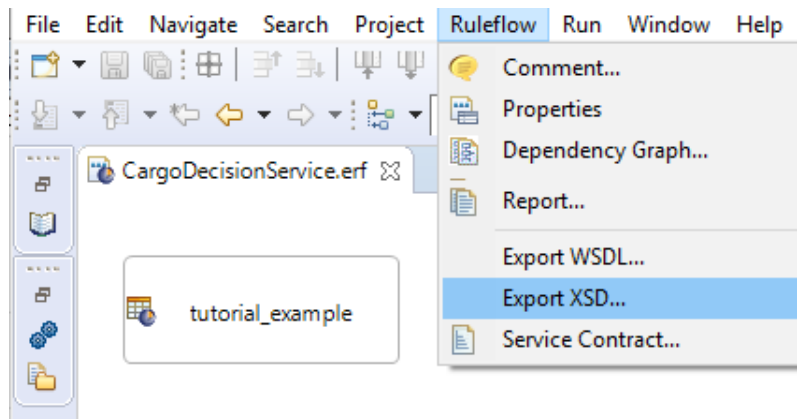 File Edit Navigate Search Project Ruleflow Run Window Help
Comment...
Properties
CargoDecisionService.erf
Dependency Graph...
Report...
Export WSDL...
Export XSD...
tutorial_example
Service Contract...